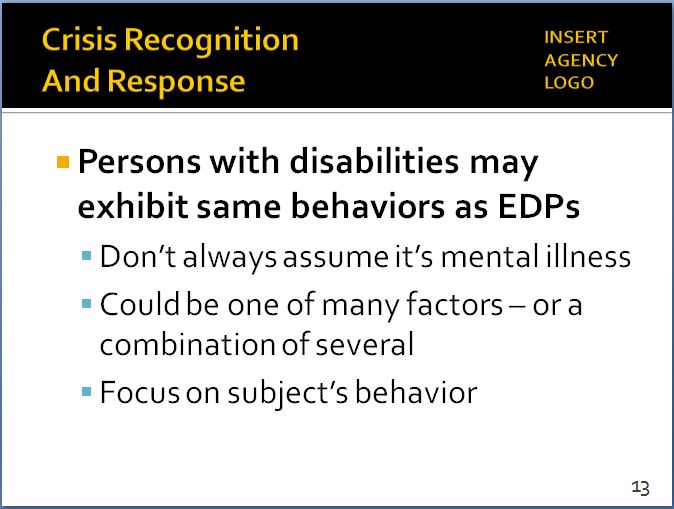 Crisis Recognition
And Response
INSERT
AGENCY
LOGO
Persons with disabilities may
exhibit same behaviors as EDPs
Don’t always assume it’s mental illness
Could be one of many factors – or a
combination of several
Focus on subject’s behavior
13